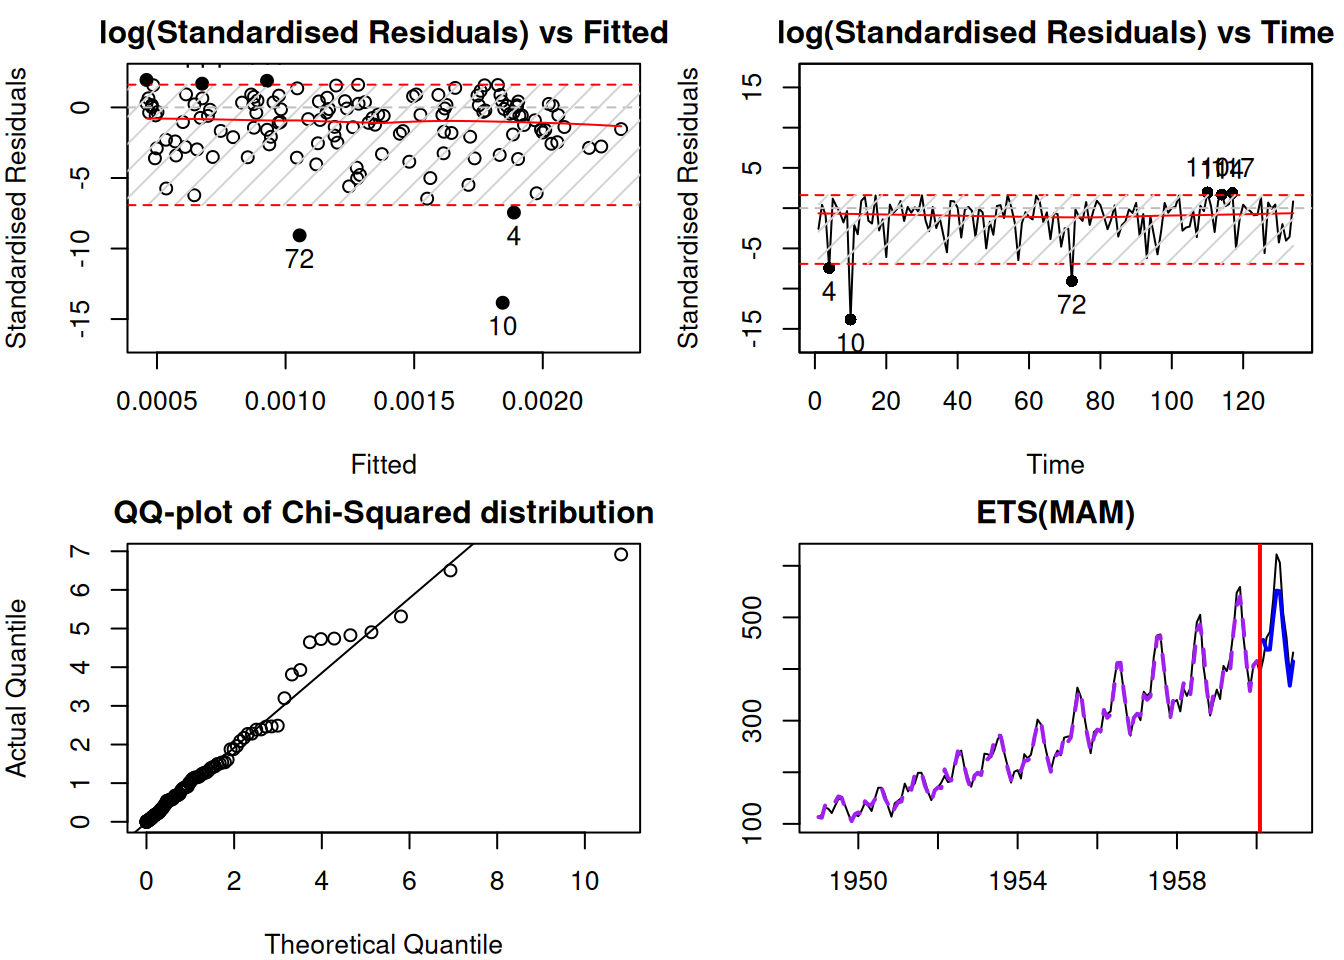 log(Standardised Residuals) vs Fitted
Standardised Residuals
0
-5
-10
-15
72
4
10
0.0005 0.0010 0.0015 0.0020
Fitted
log(Standardised Residuals) vs Time
Standardised Residuals
15
5
-5
-15
4
10
72
110
114
117
0 20 40 60 80 100 120
Time
QQ-plot of Chi-Squared distribution
Actual Quantile
7
6
5
4
3
2
1
0
0 2 4 6 8 10
Theoretical Quantile
ETS(MAM)
500
300
100
1950 1954 1958